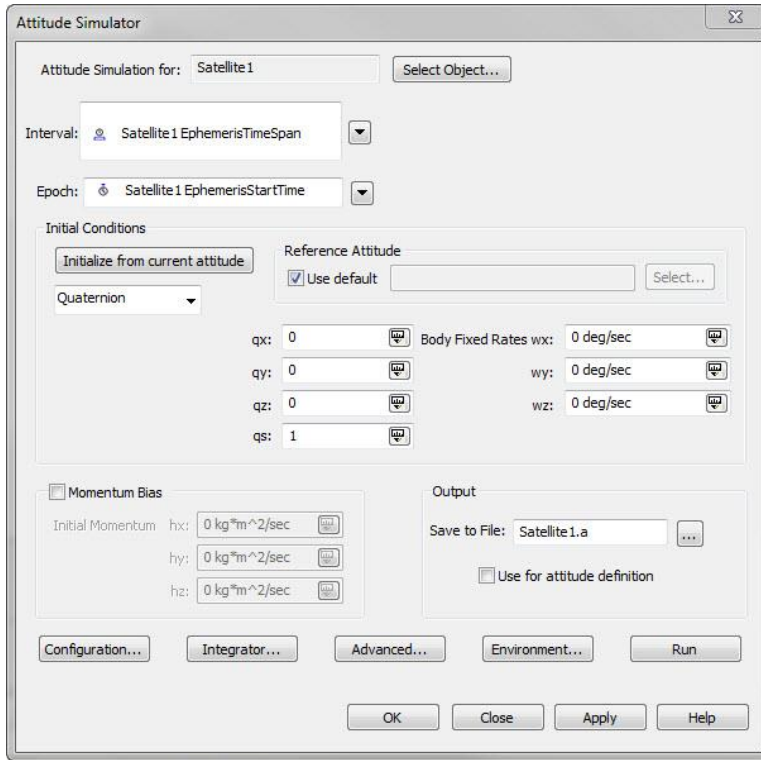 Attitude Simulator
Attitude Simulation for: Satellite1 Select Object...
Interval: Satellite1 EphemerisTimeSpan
Epoch: Satellite1 EphemerisStartTime
Initial Conditions
Initialize from current attitude
Reference Attitude
Use default Select...
Quaternion
qx: 0 Body Fixed Rates wx: 0 deg/sec
qy: 0 wy: 0 deg/sec
qz: 0 wz: 0 deg/sec
qs: 1
Momentum Bias
Initial Momentum hx: 0 kg*m^2/sec
hy: 0 kg*m^2/sec
hz: 0 kg*m^2/sec
Output
Save to File: Satellite1.a ...
Use for attitude definition
Configuration... Integrator... Advanced... Environment... Run
OK Close Apply Help